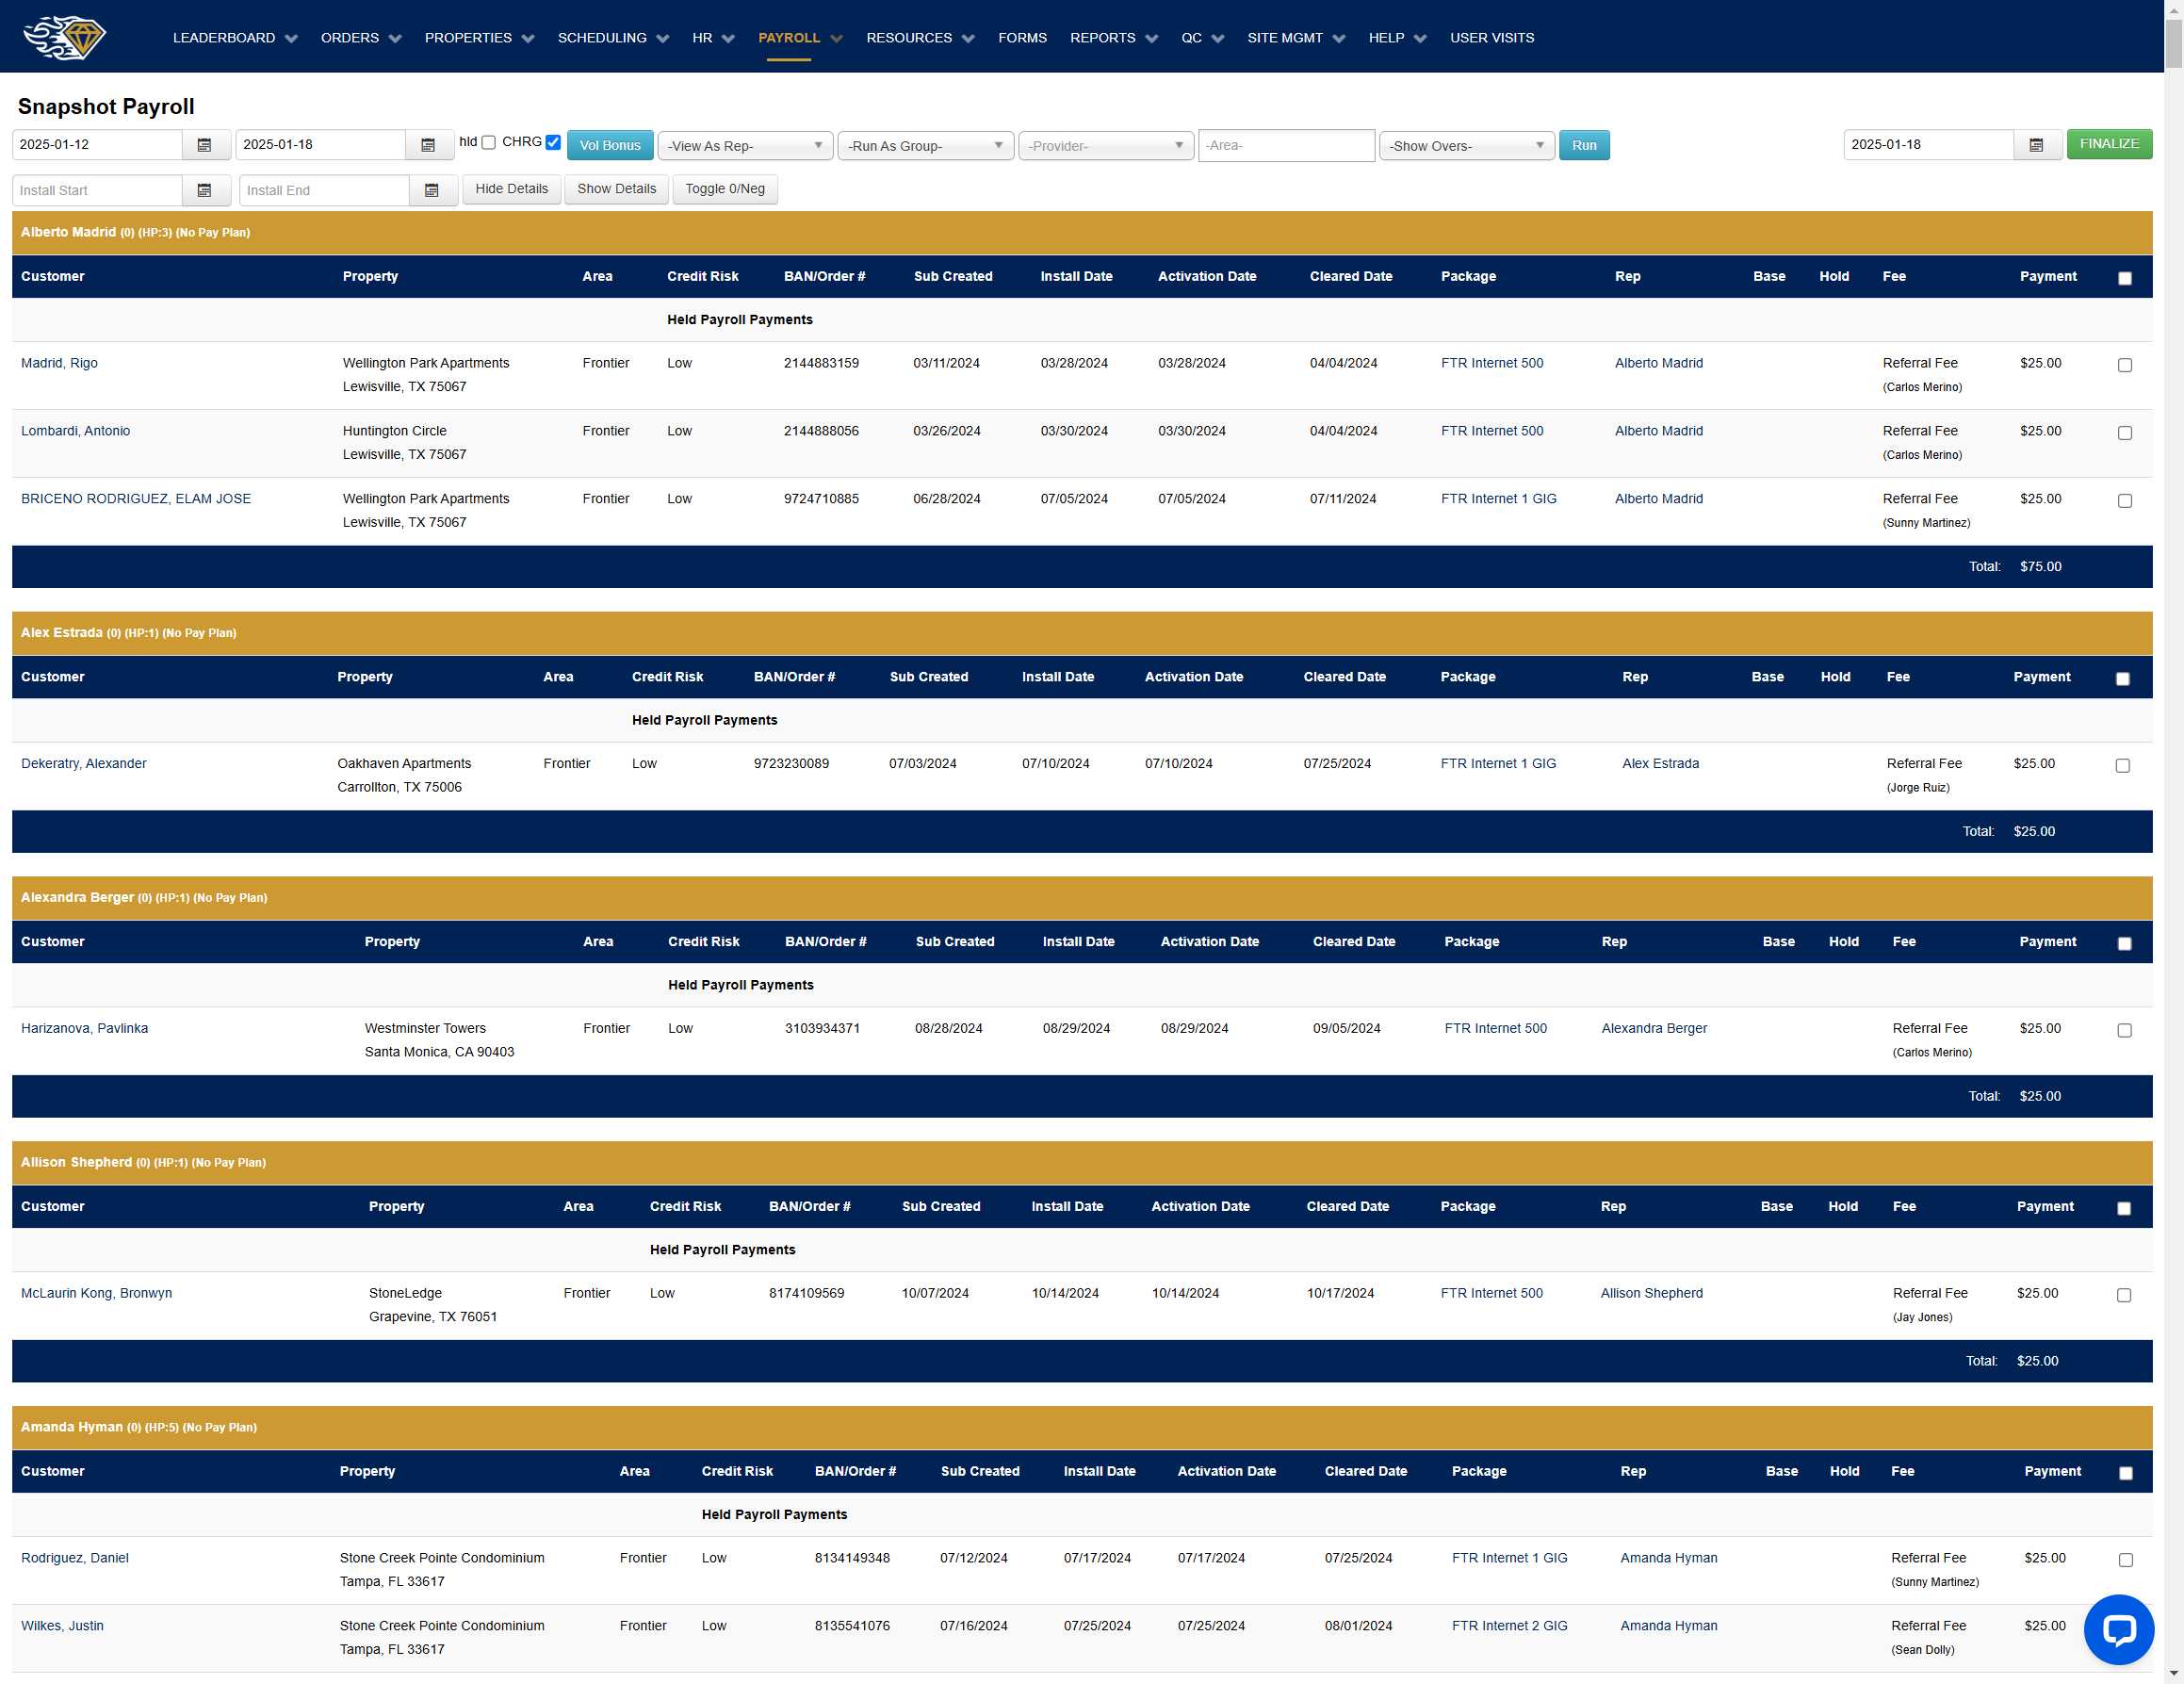 LEADERBOARD ORDERS PROPERTIES SCHEDULING HR PAYROLL RESOURCES FORMS REPORTS QC SITE MGMT HELP USER VISITS
Snapshot Payroll
2025-01-12 2025-01-18 hld CHRG Vol Bonus -View As Rep- -Run As Group- -Provider- -Area- -Show Overs- Run 2025-01-18 FINALIZE
Install Start Install End Hide Details Show Details Toggle 0/Neg
Alberto Madrid (0) (HP:3) (No Pay Plan)
Customer Property Area Credit Risk BAN/Order # Sub Created Install Date Activation Date Cleared Date Package Rep Base Hold Fee Payment
Held Payroll Payments
Madrid, Rigo Wellington Park Apartments Frontier Low 2144883159 03/11/2024 03/28/2024 03/28/2024 04/04/2024 FTR Internet 500 Alberto Madrid Referral Fee $25.00
Lewisville, TX 75067 (Carlos Merino)
Lombardi, Antonio Huntington Circle Frontier Low 2144888056 03/26/2024 03/30/2024 03/30/2024 04/04/2024 FTR Internet 500 Alberto Madrid Referral Fee $25.00
Lewisville, TX 75067 (Carlos Merino)
BRICENO RODRIGUEZ, ELAM JOSE Wellington Park Apartments Frontier Low 9724710885 06/28/2024 07/05/2024 07/05/2024 07/11/2024 FTR Internet 1 GIG Alberto Madrid Referral Fee $25.00
Lewisville, TX 75067 (Sunny Martinez)
Total: $75.00
Alex Estrada (0) (HP:1) (No Pay Plan)
Customer Property Area Credit Risk BAN/Order # Sub Created Install Date Activation Date Cleared Date Package Rep Base Hold Fee Payment
Held Payroll Payments
Dekeratry, Alexander Oakhaven Apartments Frontier Low 9723230089 07/03/2024 07/10/2024 07/10/2024 07/25/2024 FTR Internet 1 GIG Alex Estrada Referral Fee $25.00
Carrollton, TX 75006 (Jorge Ruiz)
Total: $25.00
Alexandra Berger (0) (HP:1) (No Pay Plan)
Customer Property Area Credit Risk BAN/Order # Sub Created Install Date Activation Date Cleared Date Package Rep Base Hold Fee Payment
Held Payroll Payments
Harizanova, Pavlinka Westminster Towers Frontier Low 3103934371 08/28/2024 08/29/2024 08/29/2024 09/05/2024 FTR Internet 500 Alexandra Berger Referral Fee $25.00
Santa Monica, CA 90403 (Carlos Merino)
Total: $25.00
Allison Shepherd (0) (HP:1) (No Pay Plan)
Customer Property Area Credit Risk BAN/Order # Sub Created Install Date Activation Date Cleared Date Package Rep Base Hold Fee Payment
Held Payroll Payments
McLaurin Kong, Bronwyn StoneLedge Frontier Low 8174109569 10/07/2024 10/14/2024 10/14/2024 10/17/2024 FTR Internet 500 Allison Shepherd Referral Fee $25.00
Grapevine, TX 76051 (Jay Jones)
Total: $25.00
Amanda Hyman (0) (HP:5) (No Pay Plan)
Customer Property Area Credit Risk BAN/Order # Sub Created Install Date Activation Date Cleared Date Package Rep Base Hold Fee Payment
Held Payroll Payments
Rodriguez, Daniel Stone Creek Pointe Condominium Frontier Low 8134149348 07/12/2024 07/17/2024 07/17/2024 07/25/2024 FTR Internet 1 GIG Amanda Hyman Referral Fee $25.00
Tampa, FL 33617 (Sunny Martinez)
Wilkes, Justin Stone Creek Pointe Condominium Frontier Low 8135541076 07/16/2024 07/25/2024 07/25/2024 08/01/2024 FTR Internet 2 GIG Amanda Hyman Referral Fee $25.00
Tampa, FL 33617 (Sean Dolly)